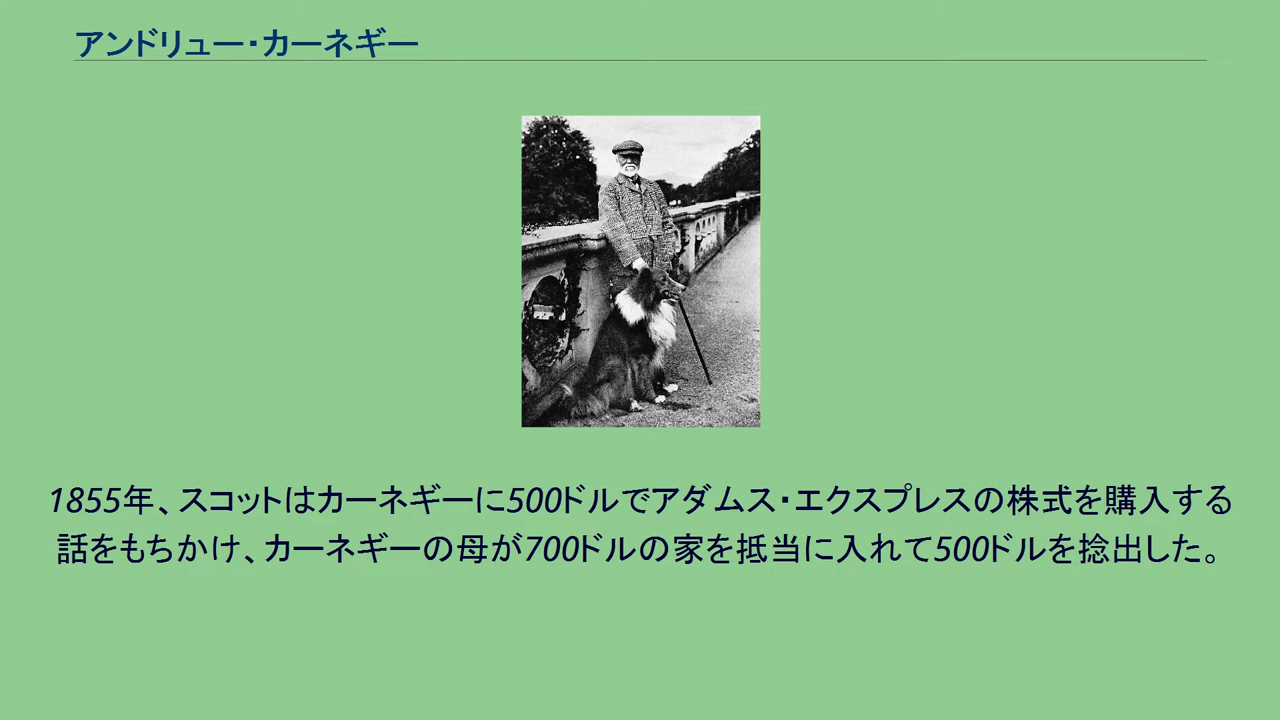 アンドリュー・カーネギー
1855年、スコットはカーネギーに500ドルでアダムス・エクスプレスの株式を購入する
話をもちかけ、カーネギーの母が700ドルの家を抵当に入れて500ドルを捻出した。